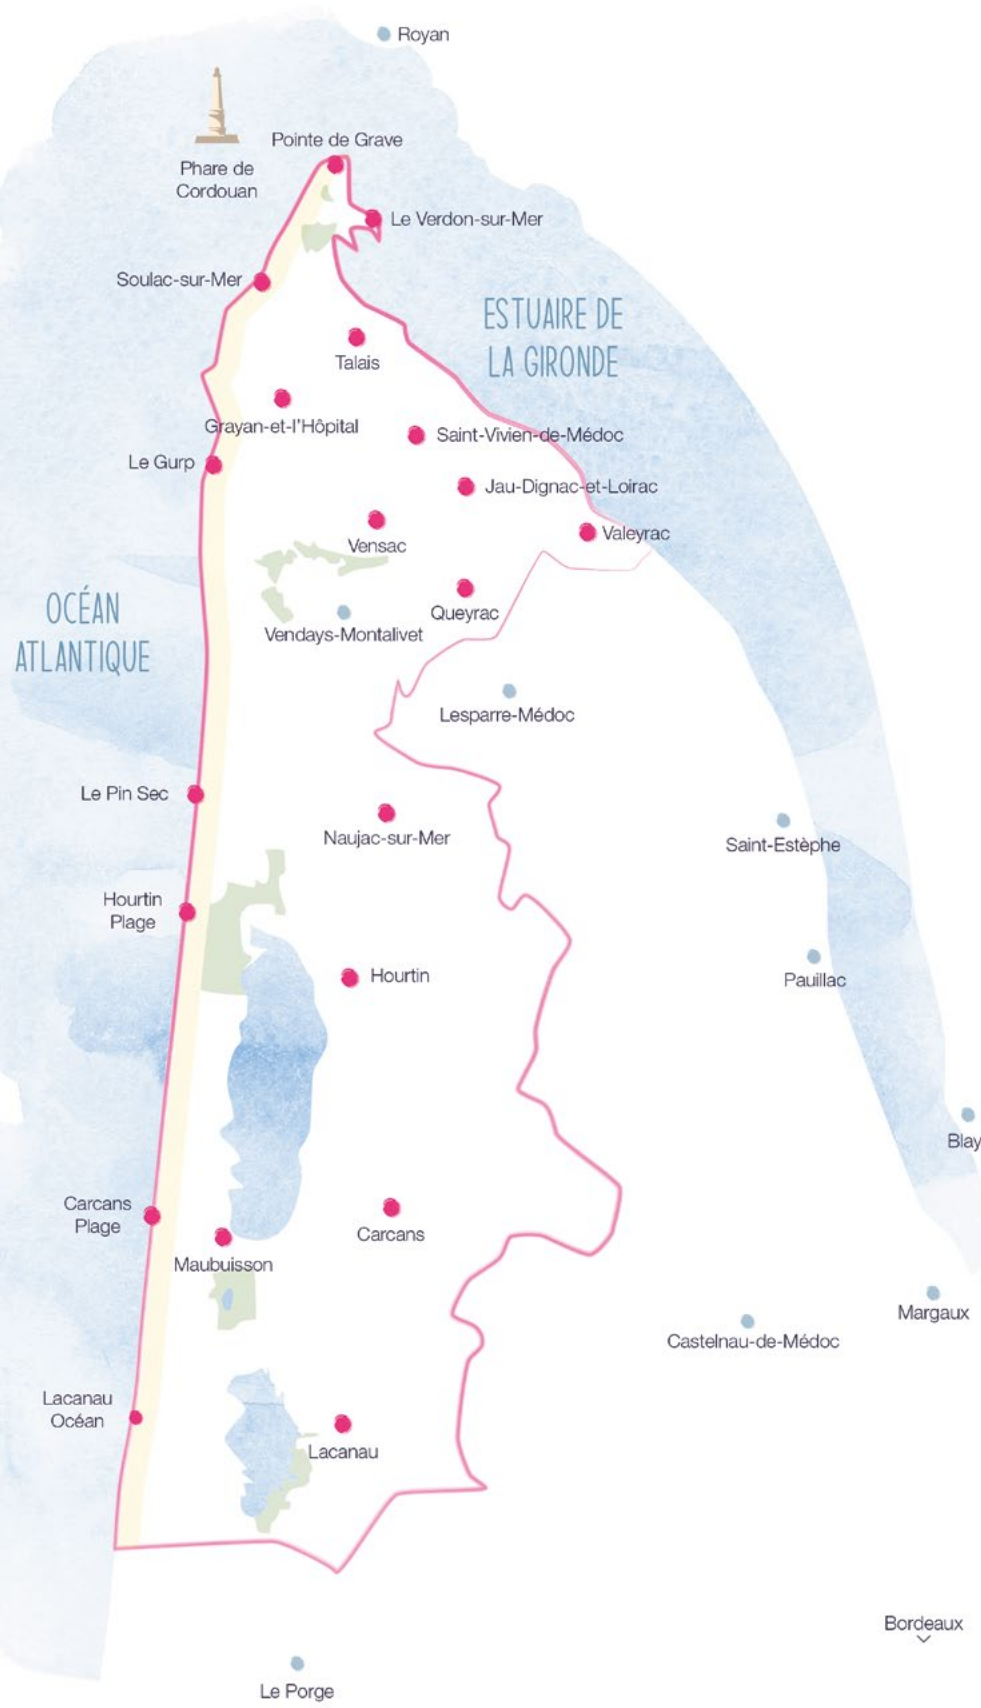 Royan
Pointe de Grave
Phare de
Cordouan
Le Verdon-sur-Mer
Soulac-sur-Mer
ESTUAIRE DE
LA GIRONDE
Talais
Grayan-et-l'Hôpital
Saint-Vivien-de-Médoc
Le Gurp
Jau-Dignac-et-Loirac
Valeyrac
Vensac
OCÉAN
ATLANTIQUE
Queyrac
Vendays-Montalivet
Lesparre-Médoc
Le Pin Sec
Naujac-sur-Mer
Saint-Estèphe
Hourtin
Plage
Hourtin
Pauillac
Blay
Carcans
Plage
Carcans
Maubuisson
Margaux
Castelnau-de-Médoc
Lacanau
Océan
Lacanau
Bordeaux
Le Porge